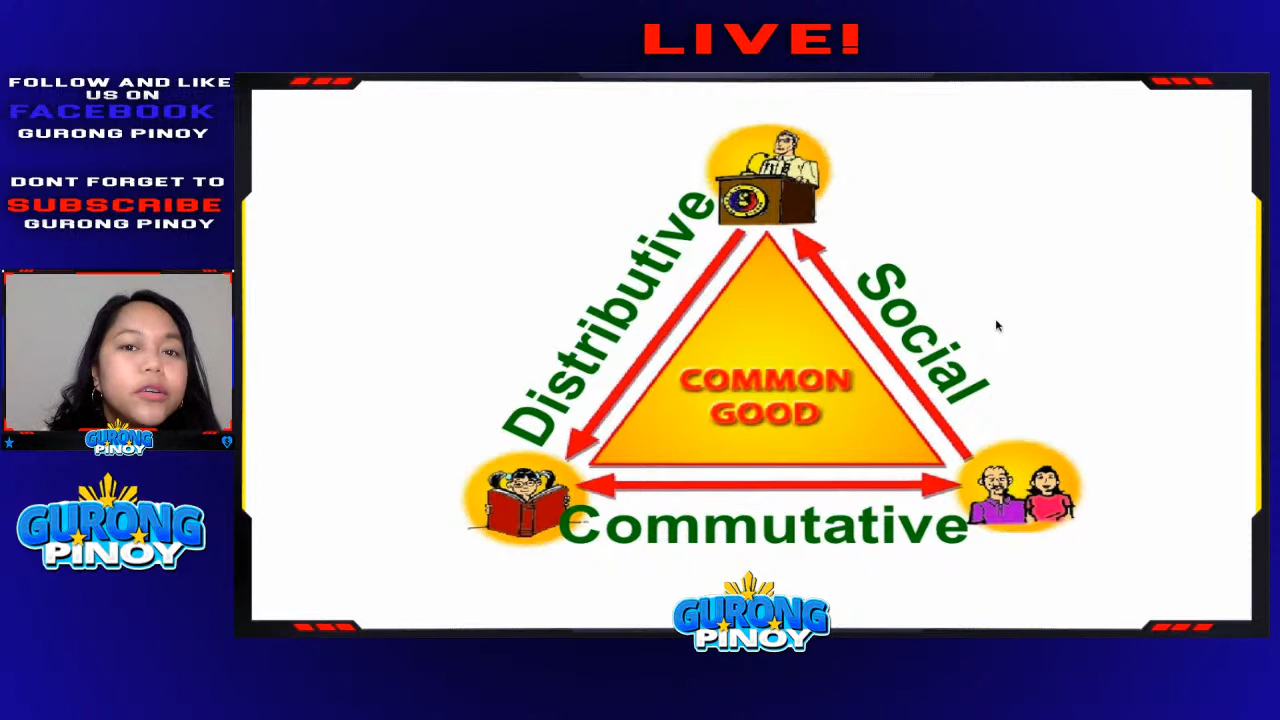 LIVE!
FOLLOW AND LIKE
US ON
FACEBOOK
GURONG PINOY
DONT FORGET TO
SUBSCRIBE
GURONG PINOY
GURONG
PINOY
GURONG
PINOY
Distributive
Social
COMMON
GOOD
Commutative
GURONG
PINOY